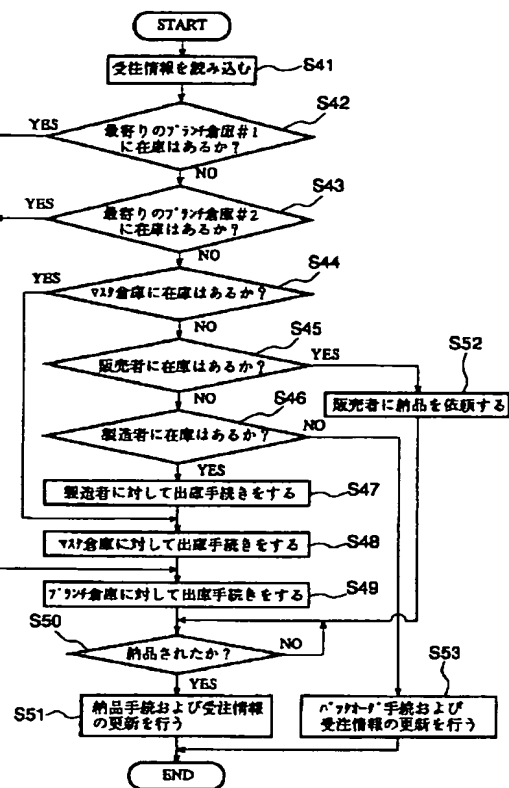 START
受注情報を読み込む
S41
S42
YES
最寄りのブランチ倉庫#1
に在庫はあるか?
NO
S43
YES
最寄りのブランチ倉庫#2
に在庫はあるか?
NO
S44
YES
マスタ倉庫に在庫はあるか?
NO
S45
販売者に在庫はあるか?
YES
S52
販売者に納品を依頼する
NO
S46
製造者に在庫はあるか?
NO
YES
製造者に対して出庫手続きをする
S47
マスタ倉庫に対して出庫手続きをする
S48
ブランチ倉庫に対して出庫手続きをする
S49
S50
納品されたか?
NO
YES
S51
納品手続および受注情報
の更新を行う
S53
バックオーダ手続および
受注情報の更新を行う
END